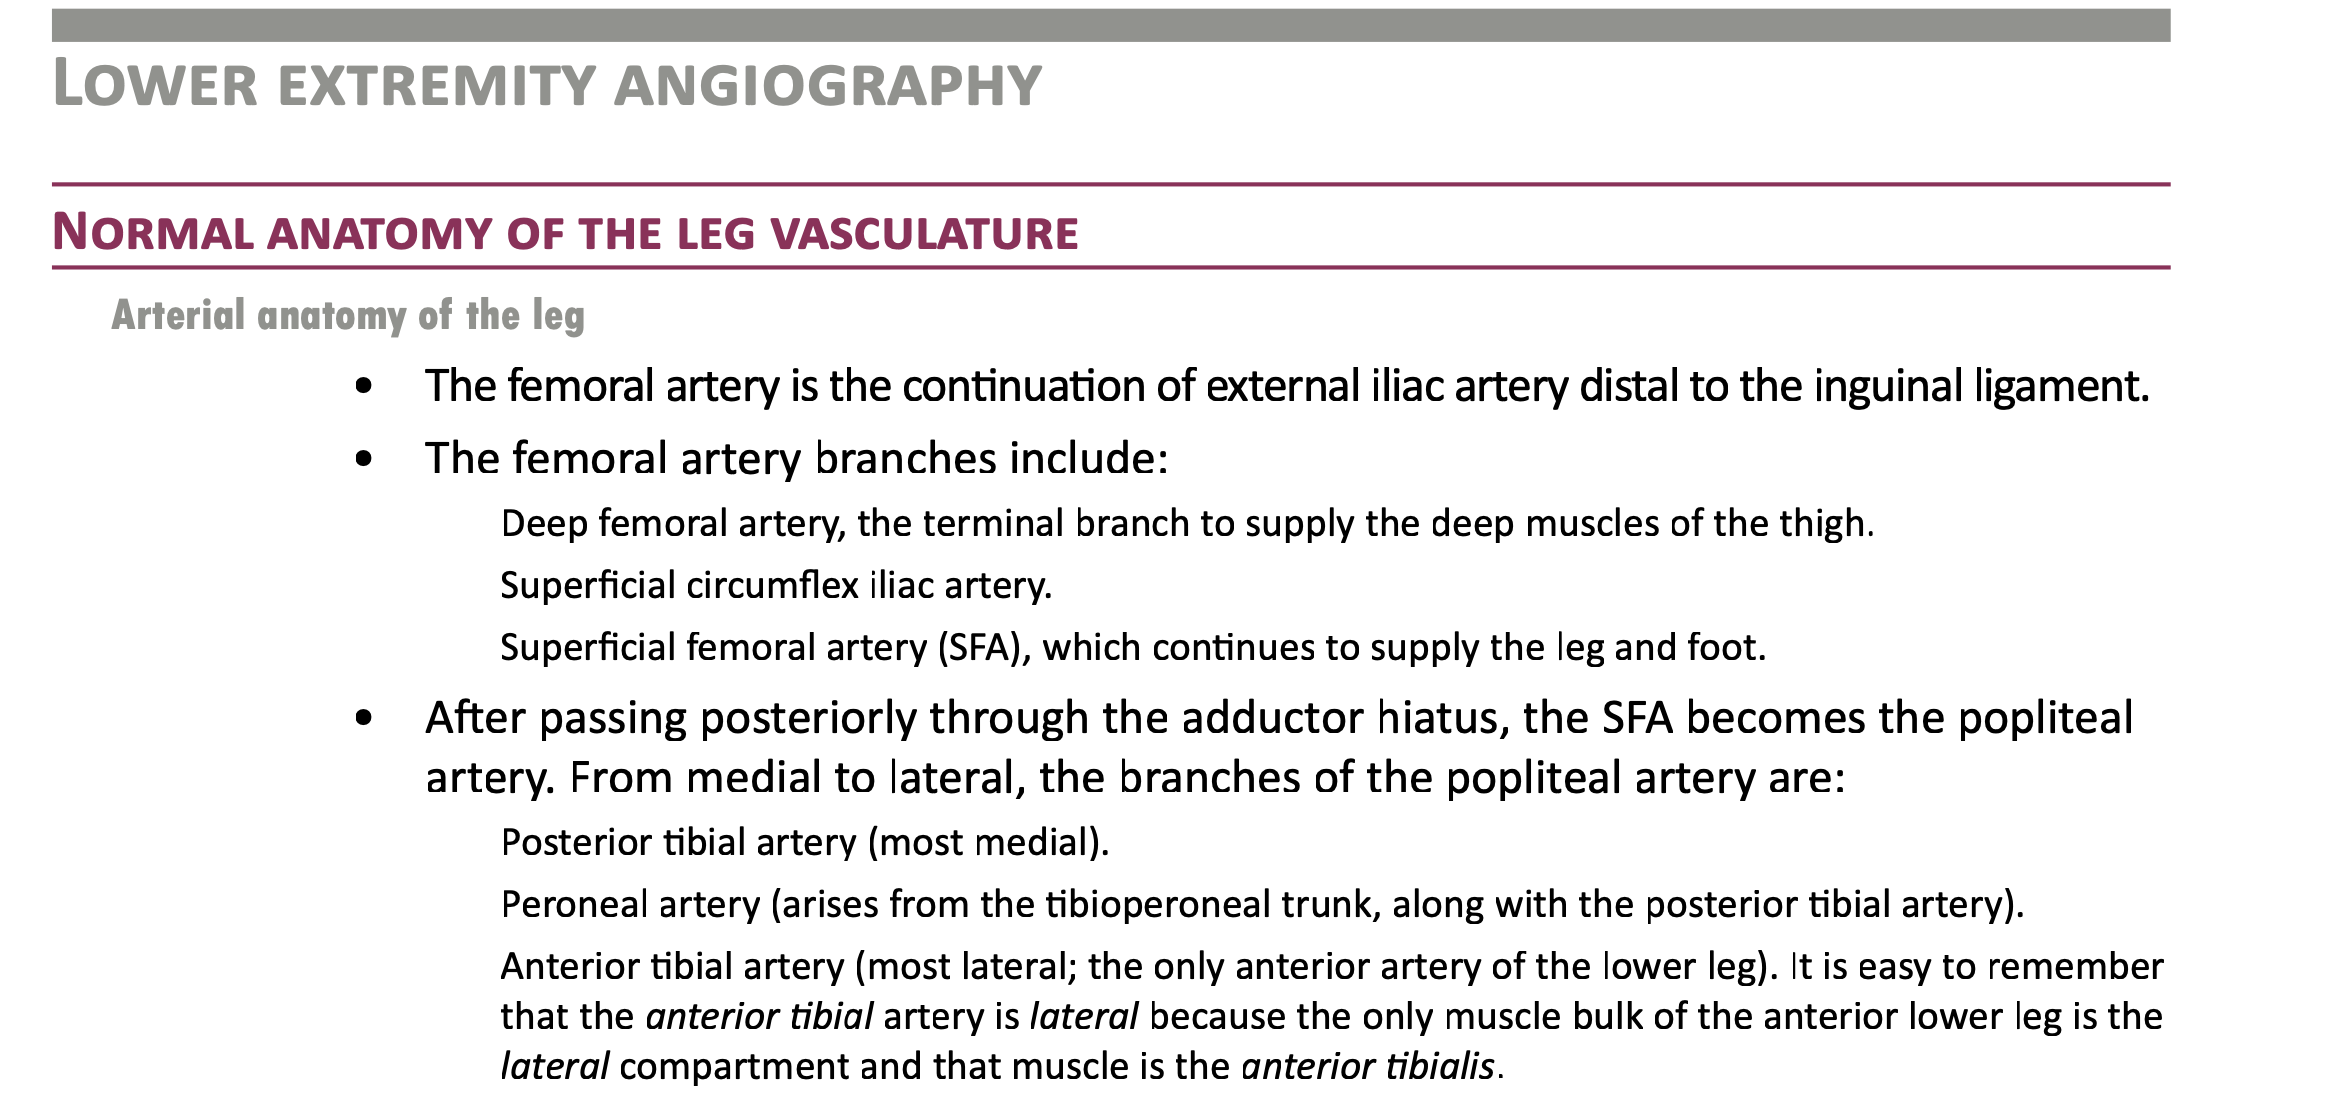 LOWER EXTREMITY ANGIOGRAPHY
NORMAL ANATOMY OF THE LEG VASCULATURE
Arterial anatomy of the leg
• The femoral artery is the continuation of external iliac artery distal to the inguinal ligament.
• The femoral artery branches include:
Deep femoral artery, the terminal branch to supply the deep muscles of the thigh.
Superficial circumflex iliac artery.
Superficial femoral artery (SFA), which continues to supply the leg and foot.
• After passing posteriorly through the adductor hiatus, the SFA becomes the popliteal
artery. From medial to lateral, the branches of the popliteal artery are:
Posterior tibial artery (most medial).
Peroneal artery (arises from the tibioperoneal trunk, along with the posterior tibial artery).
Anterior tibial artery (most lateral; the only anterior artery of the lower leg). It is easy to remember
that the anterior tibial artery is lateral because the only muscle bulk of the anterior lower leg is the
lateral compartment and that muscle is the anterior tibialis.